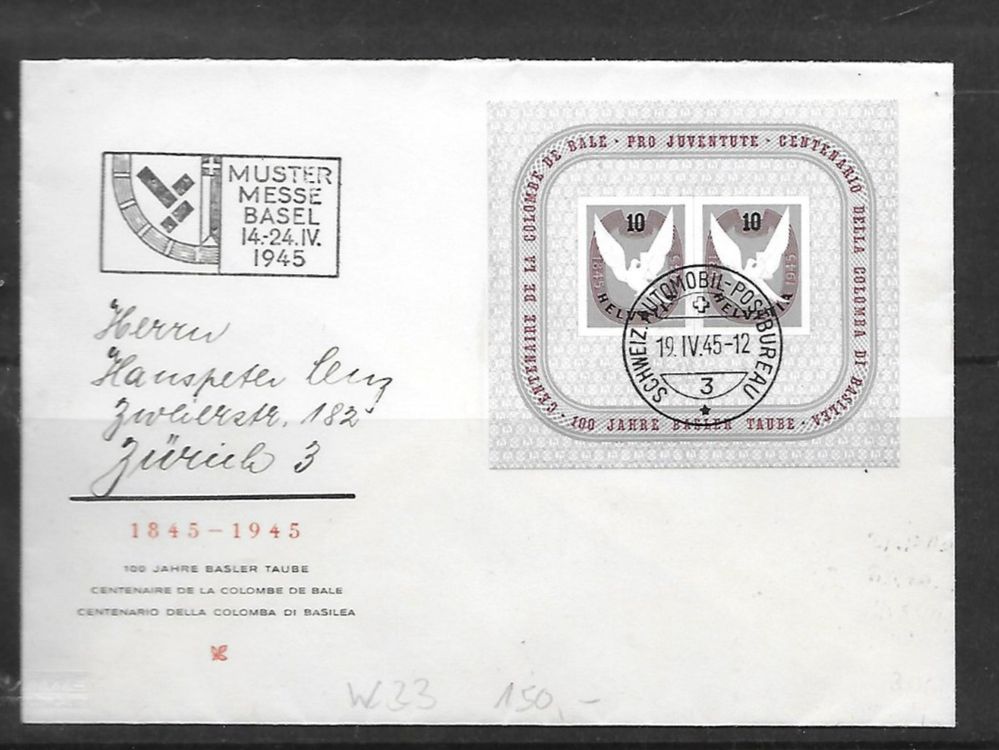 MUSTER
MESSE
BASEL
14.-24.IV.
1945
Herrn
Hanspeter Lenz
Zweierstr. 182
Zürich 3
1845-1945
100 JAHRE BASLER TAUBE
CENTENAIRE DE LA COLOMBE DE BALE
CENTENARIO DELLA COLOMBA DI BASILEA
CENTENAIRE DE LA COLOMBE DE BALE · PRO JUVENTUTE · CENTENARIO DELLA COLOMBA DI BASILEA · 100 JAHRE BASLER TAUBE ·
10
1845 1945
HELVETIA
10
1845 1945
HELVETIA
SCHWEIZ. AUTOMOBIL-POSTBUREAU
19.IV.45-12
3
W23 150,-